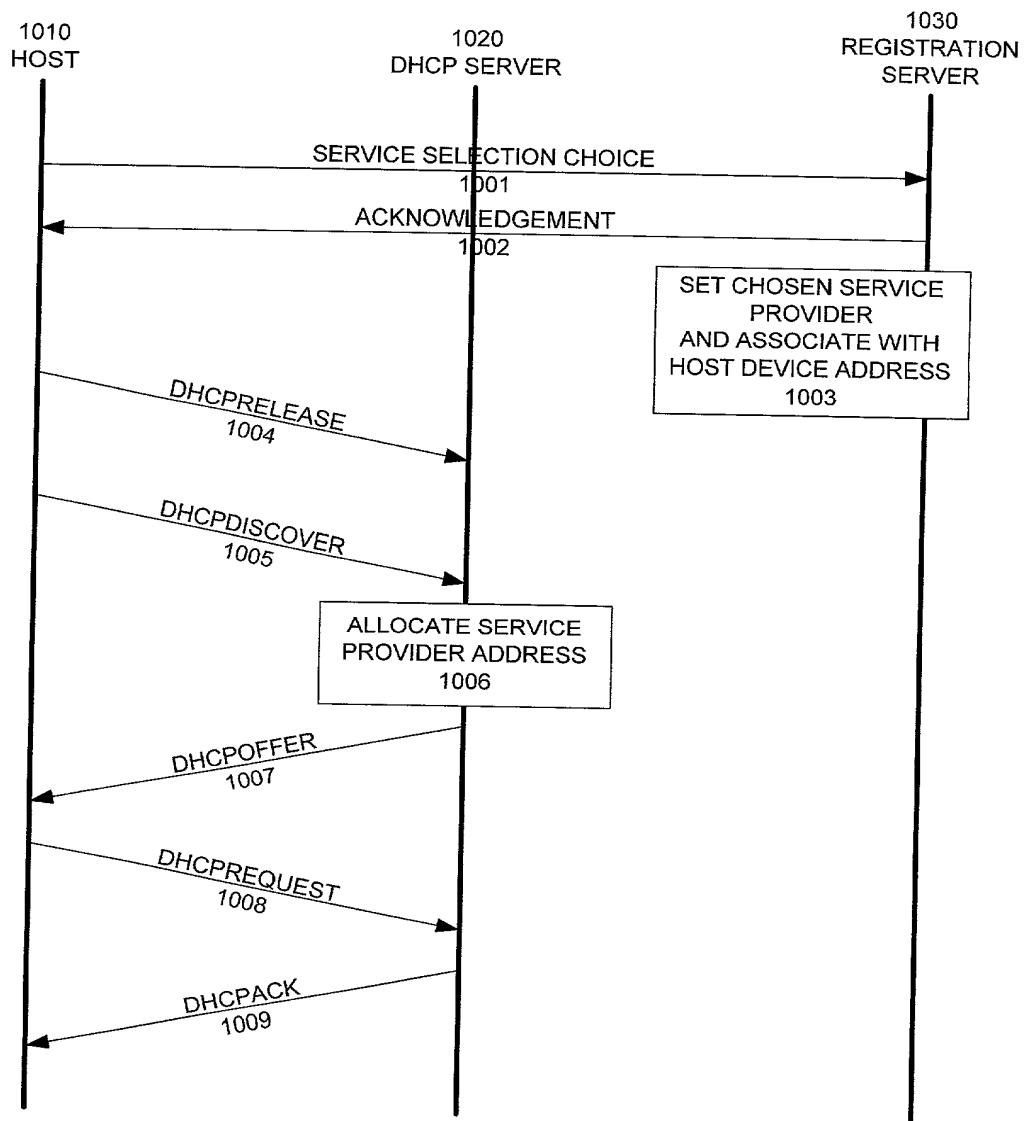 1010
HOST
1020
DHCP SERVER
1030
REGISTRATION
SERVER
SERVICE SELECTION CHOICE
1001
ACKNOWLEDGEMENT
1002
SET CHOSEN SERVICE
PROVIDER
AND ASSOCIATE WITH
HOST DEVICE ADDRESS
1003
DHCPRELEASE
1004
DHCPDISCOVER
1005
ALLOCATE SERVICE
PROVIDER ADDRESS
1006
DHCPOFFER
1007
DHCPREQUEST
1008
DHCPACK
1009